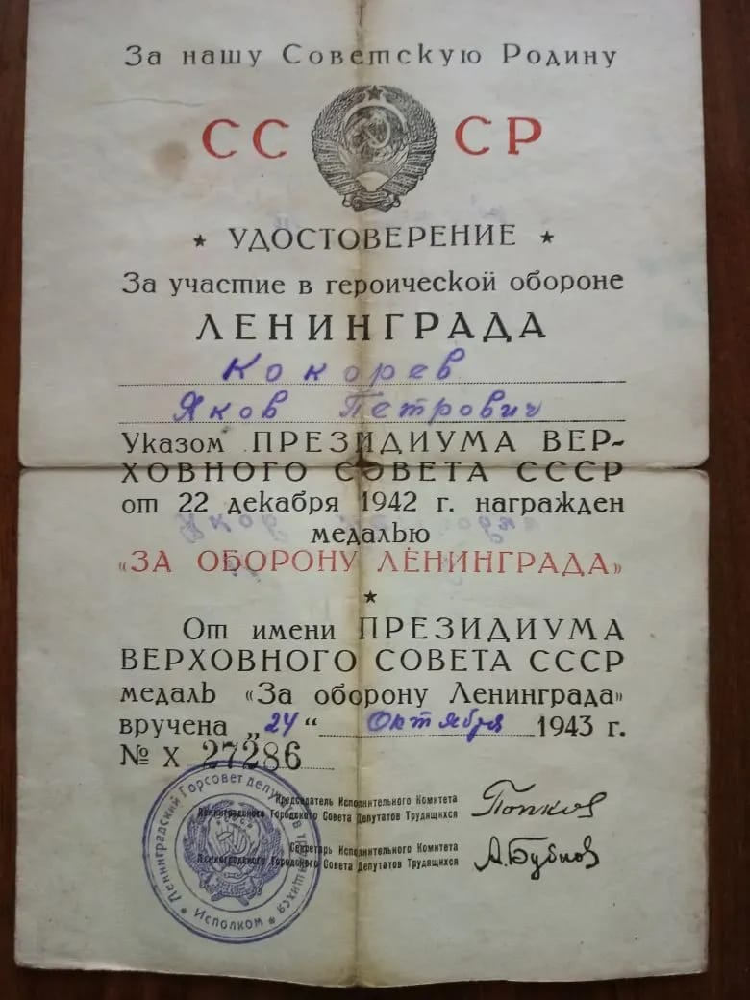 За нашу Советскую Родину
СССР
★ УДОСТОВЕРЕНИЕ ★
За участие в героической обороне
ЛЕНИНГРАДА
Кокорев
Яков Петрович
Указом ПРЕЗИДИУМА ВЕР-
ХОВНОГО СОВЕТА СССР
от 22 декабря 1942 г. награжден
медалью
«ЗА ОБОРОНУ ЛЕНИНГРАДА»
★
От имени ПРЕЗИДИУМА
ВЕРХОВНОГО СОВЕТА СССР
медаль «За оборону Ленинграда»
вручена „24“ Октября 1943 г.
№ Х 27286
Председатель Исполнительного Комитета
Ленинградского Городского Совета Депутатов Трудящихся
Попков
Секретарь Исполнительного Комитета
Ленинградского Городского Совета Депутатов Трудящихся
А.Бубнов
Ленинградский Горсовет депутатов трудящихся
★ Исполком ★